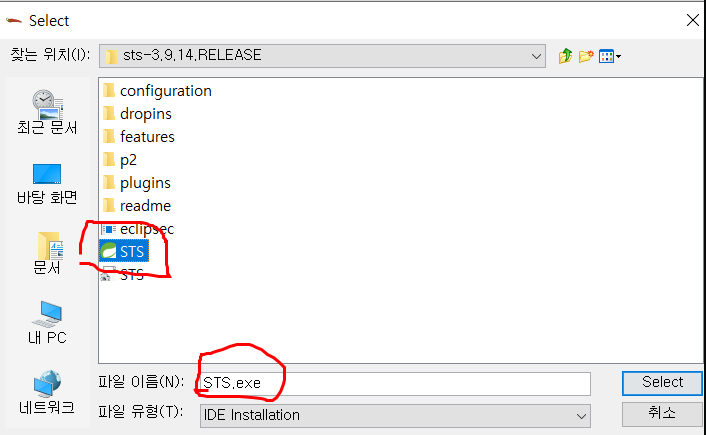 Select
찾는 위치(I):
sts-3.9.14.RELEASE
최근 문서
바탕 화면
문서
내 PC
네트워크
configuration
dropins
features
p2
plugins
readme
eclipsec
STS
STS
파일 이름(N):
STS.exe
Select
파일 유형(T):
IDE Installation
취소